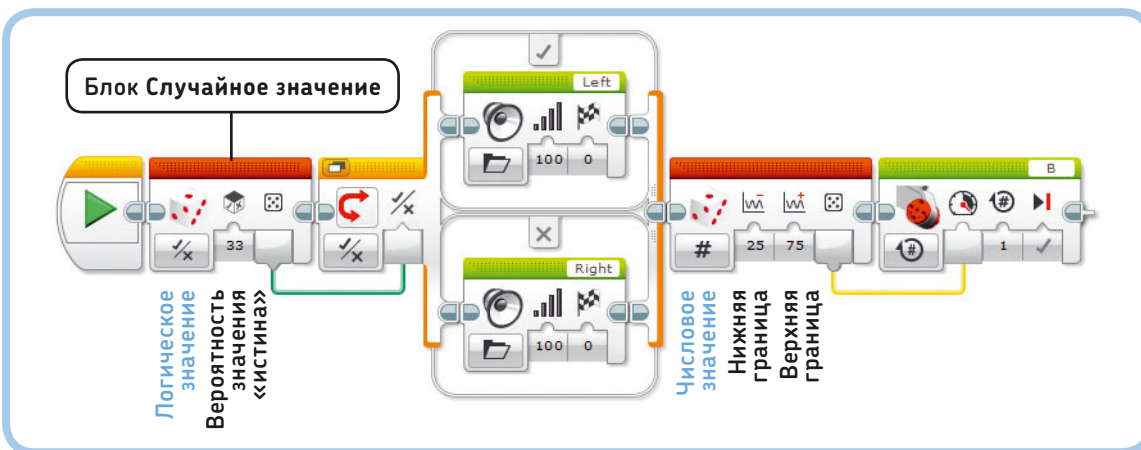 Блок Случайное значение
Left
100 0
B
33
25 75
#
#
#
1
Right
100 0
Логическое
значение
Вероятность
значения
«истина»
Числовое
значение
Нижняя
граница
Верхняя
граница